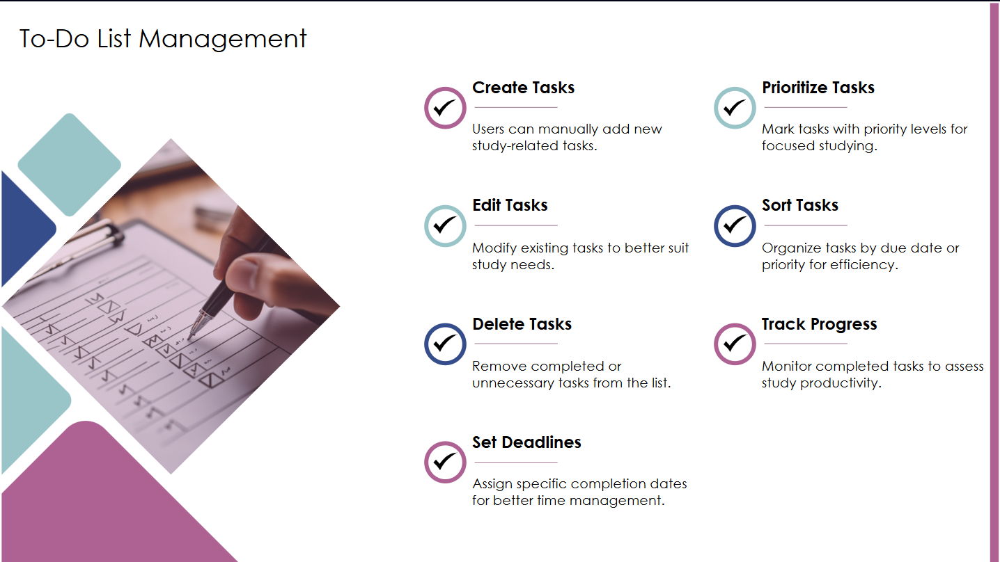 To-Do List Management
Create Tasks
Users can manually add new
study-related tasks.
Edit Tasks
Modify existing tasks to better suit
study needs.
Delete Tasks
Remove completed or
unnecessary tasks from the list.
Set Deadlines
Assign specific completion dates
for better time management.
Prioritize Tasks
Mark tasks with priority levels for
focused studying.
Sort Tasks
Organize tasks by due date or
priority for efficiency.
Track Progress
Monitor completed tasks to assess
study productivity.